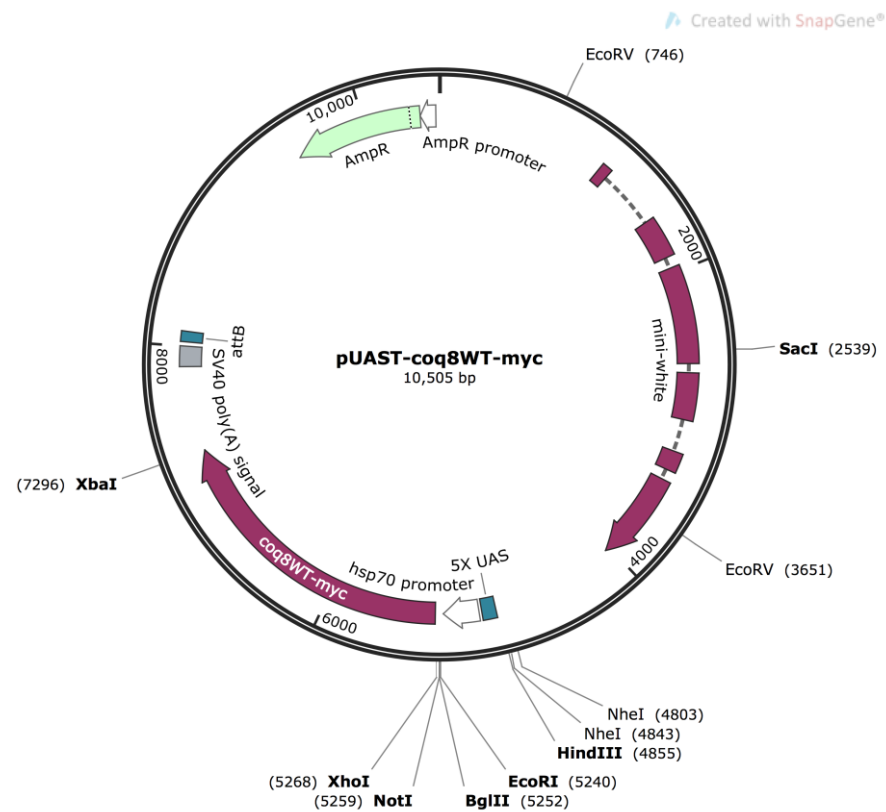 Created with SnapGene®
EcoRV (746)
10,000
AmpR
AmpR promoter
2000
mini-white
SacI (2539)
attB
8000
SV40 poly(A) signal
pUAST-coq8WT-myc
10,505 bp
(7296) XbaI
coq8WT-myc
hsp70 promoter
5X UAS
4000
EcoRV (3651)
6000
NheI (4803)
NheI (4843)
HindIII (4855)
(5268) XhoI
EcoRI (5240)
(5259) NotI
BglII (5252)